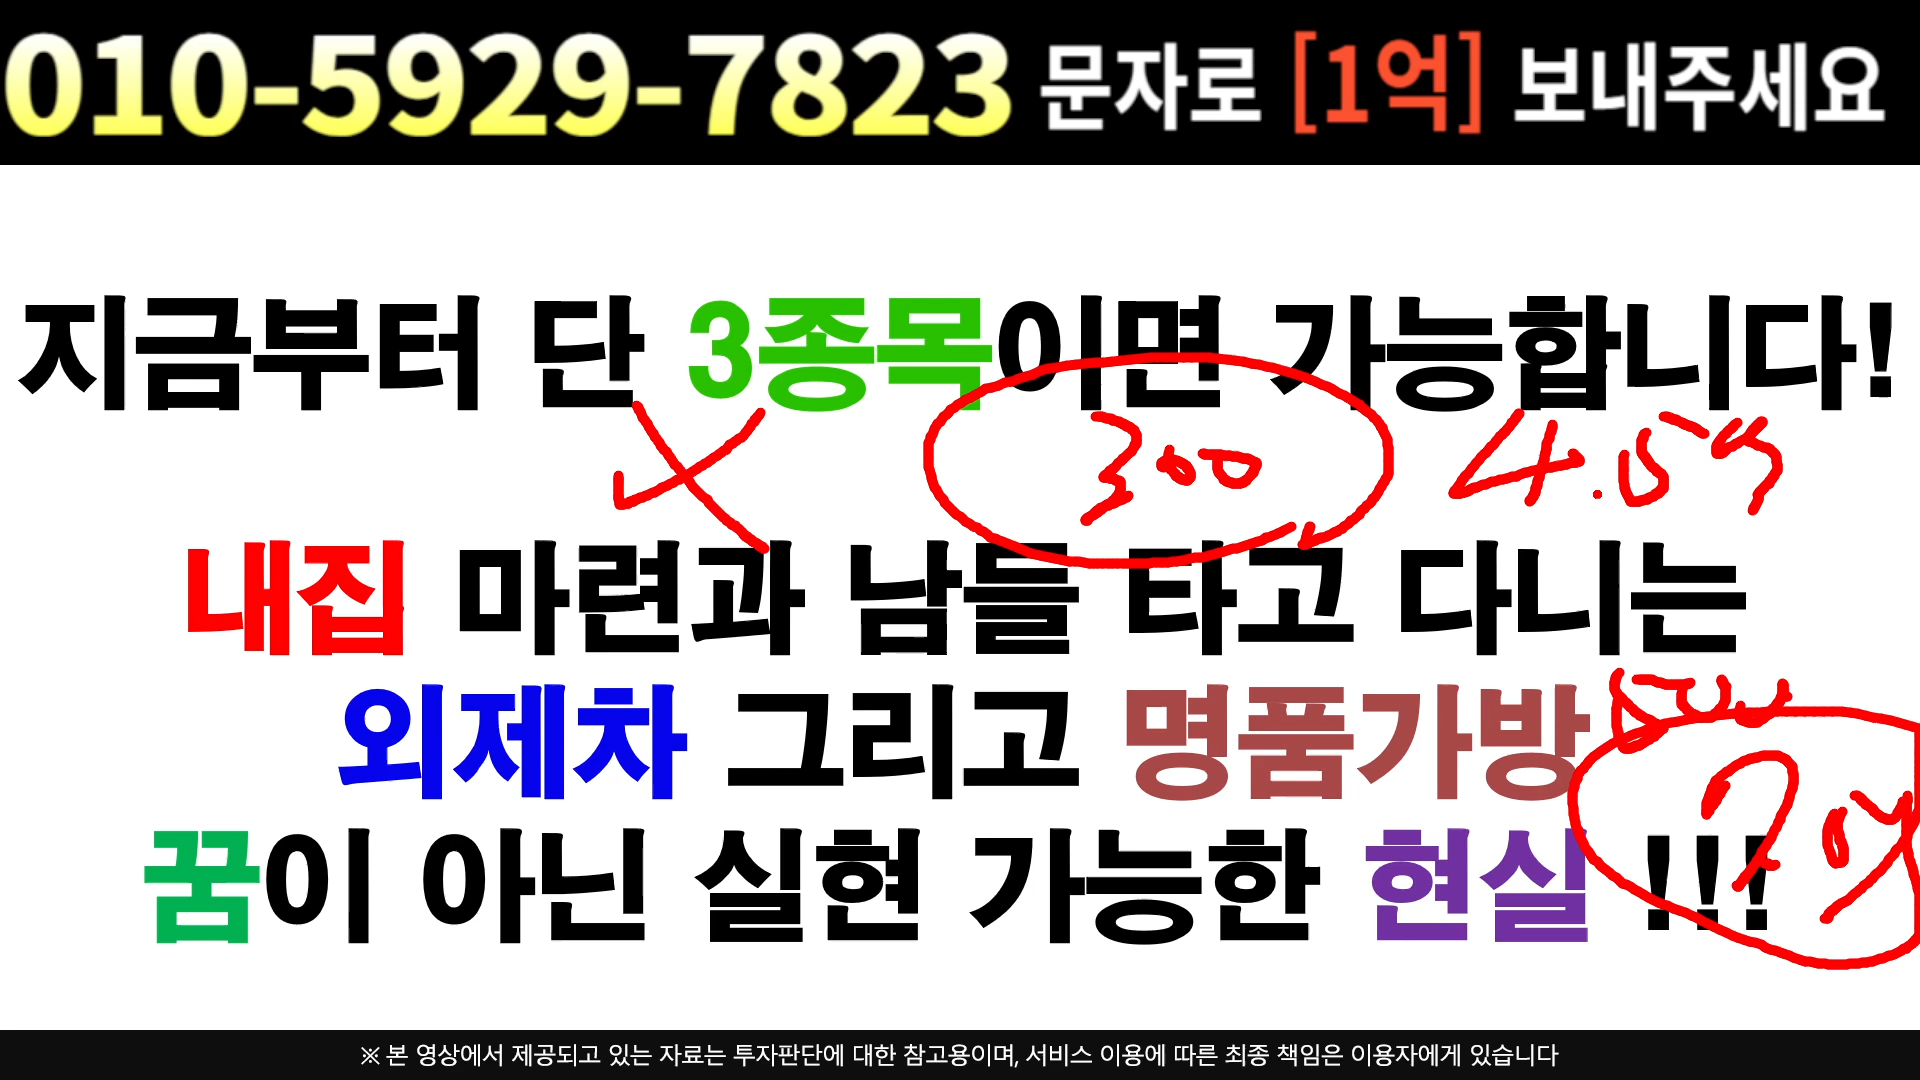 010-5929-7823 문자로 [1억] 보내주세요
지금부터 단 3종목이면 가능합니다!
300
내집 마련과 남들 타고 다니는
외제차 그리고 명품가방
꿈이 아닌 실현 가능한 현실 !!!
※ 본 영상에서 제공되고 있는 자료는 투자판단에 대한 참고용이며, 서비스 이용에 따른 최종 책임은 이용자에게 있습니다